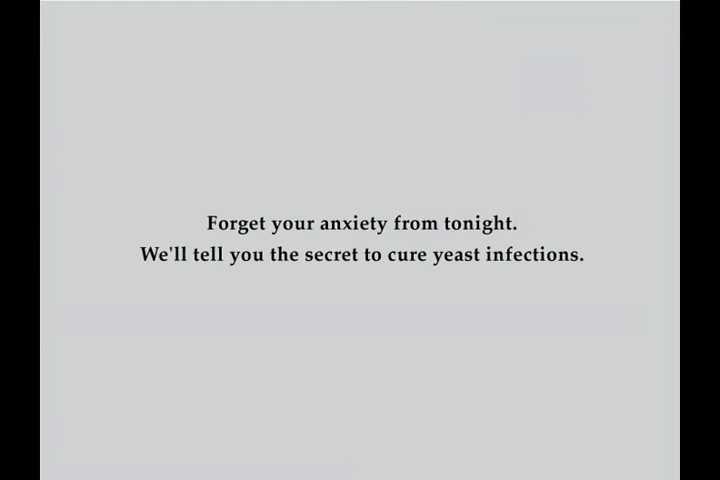 Forget your anxiety from tonight.
We'll tell you the secret to cure yeast infections.